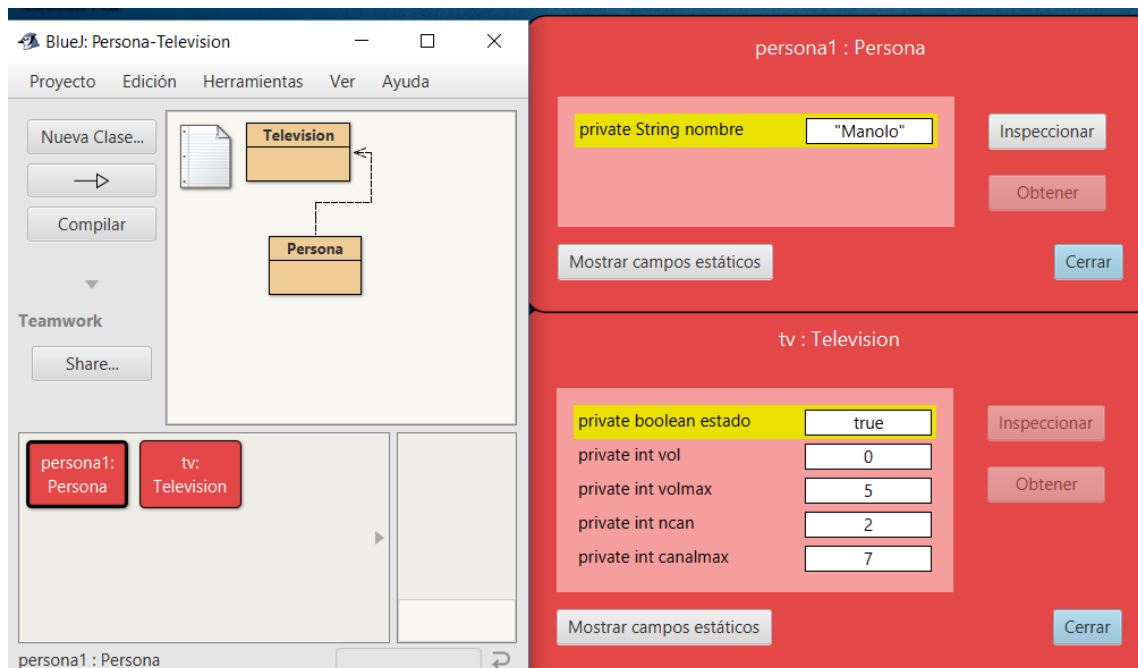 BlueJ: Persona-Television
Proyecto Edición Herramientas Ver Ayuda
Nueva Clase...
Compilar
Teamwork
Share...
Television
Persona
persona1:
Persona
tv:
Television
persona1 : Persona
persona1 : Persona
private String nombre "Manolo"
Inspeccionar
Obtener
Mostrar campos estáticos
Cerrar
tv : Television
private boolean estado true
private int vol 0
private int volmax 5
private int ncan 2
private int canalmax 7
Inspeccionar
Obtener
Mostrar campos estáticos
Cerrar